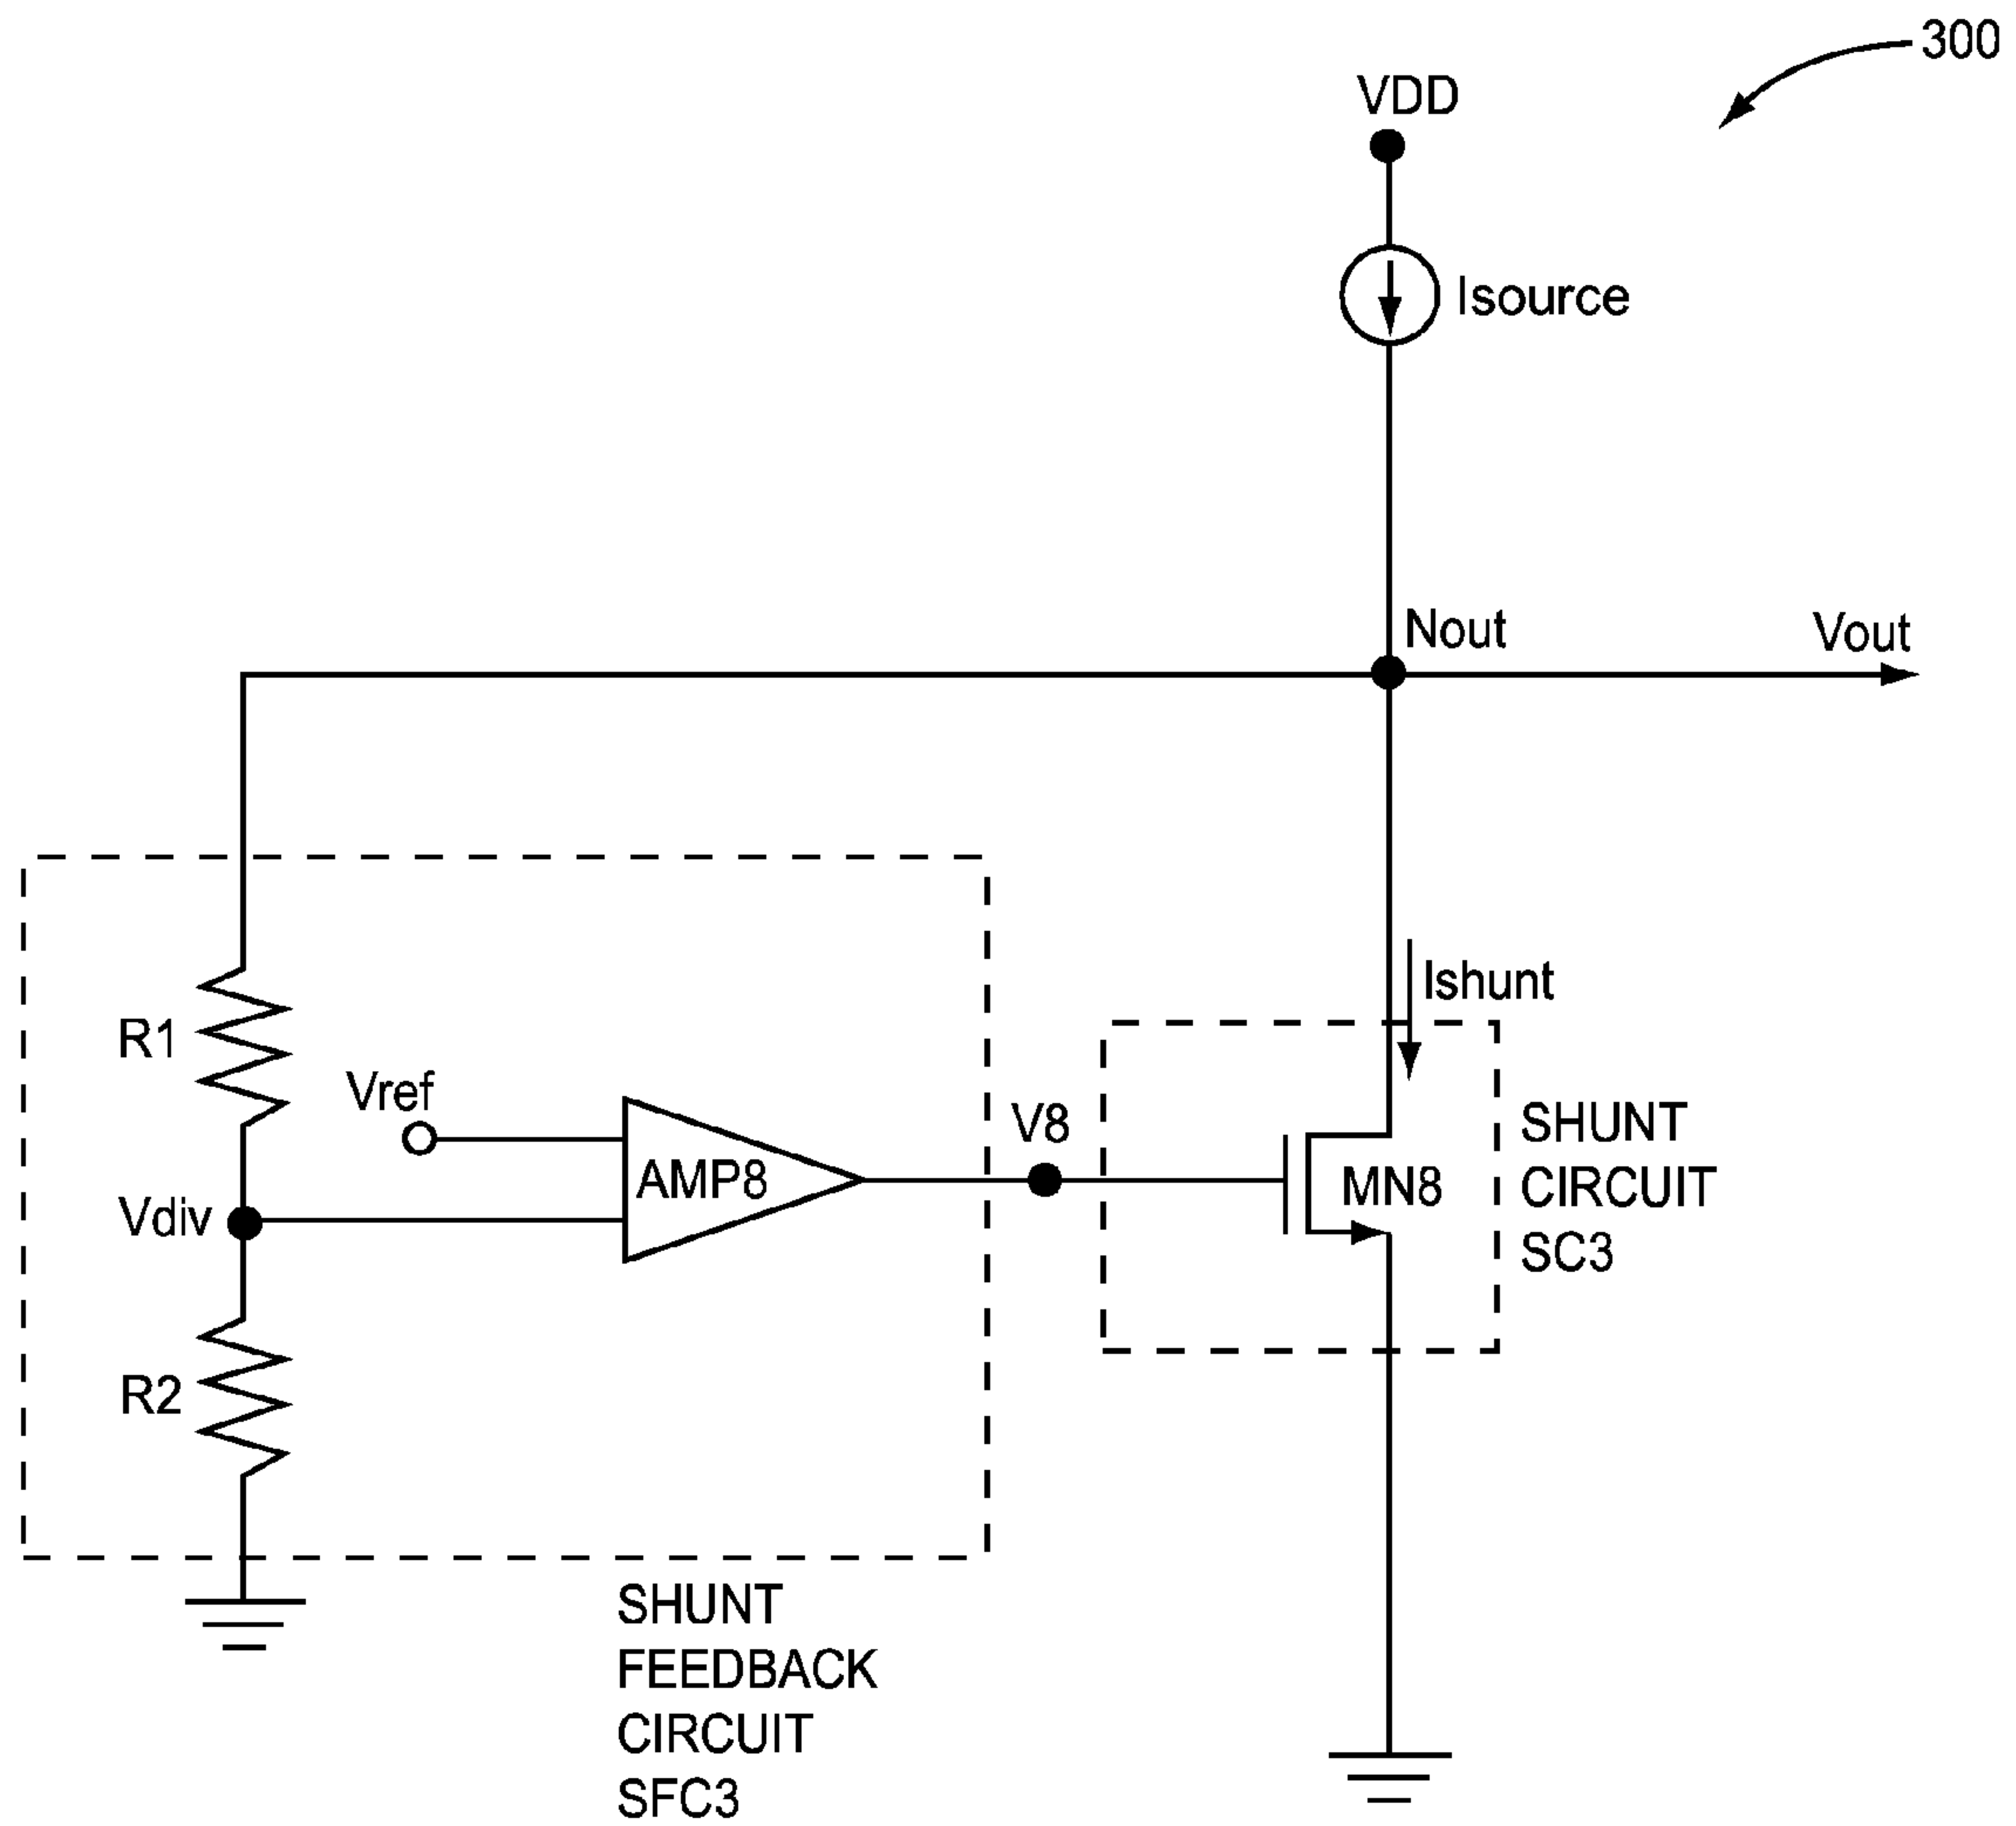 300
VDD
Isource
Nout
Vout
Ishunt
R1
Vref
V8
AMP8
MN8
SHUNT
CIRCUIT
SC3
Vdiv
R2
SHUNT
FEEDBACK
CIRCUIT
SFC3